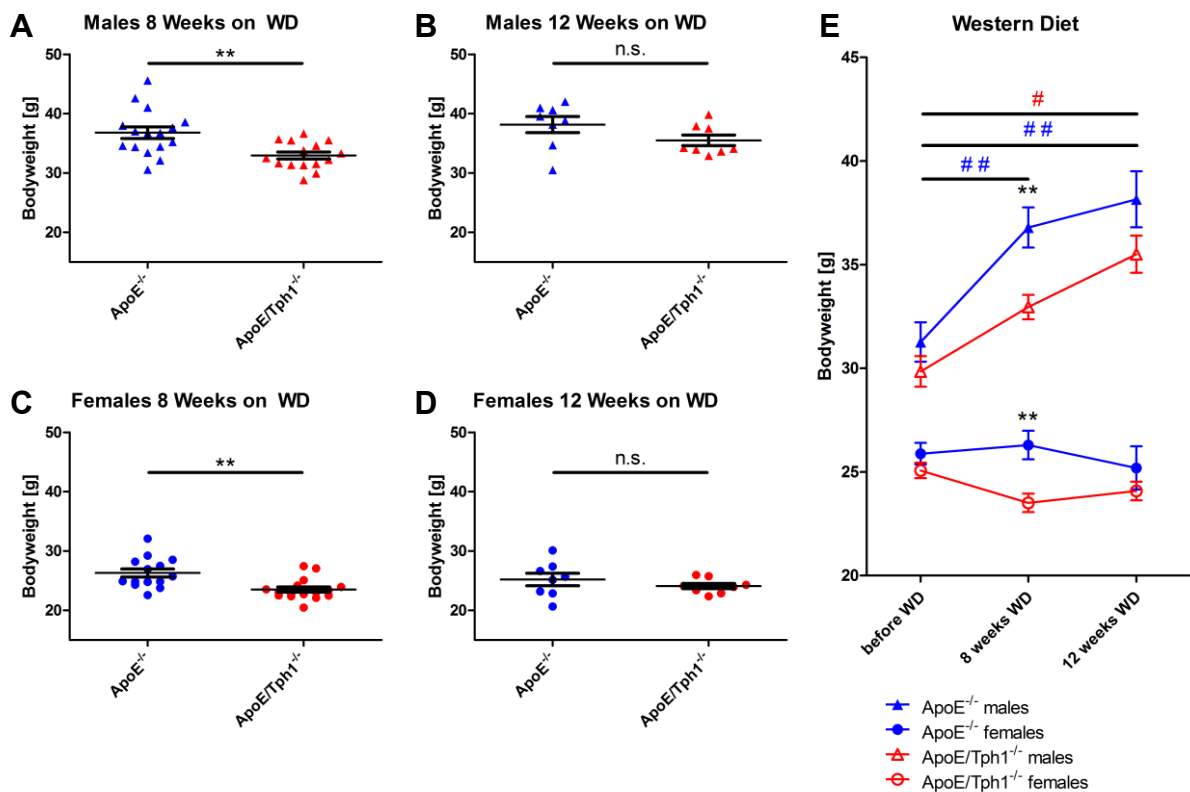 A
Males 8 Weeks on WD
**
Bodyweight [g]
50
40
30
20
ApoE-/-
ApoE/Tph1-/-
B
Males 12 Weeks on WD
n.s.
Bodyweight [g]
50
40
30
20
ApoE-/-
ApoE/Tph1-/-
C
Females 8 Weeks on WD
**
Bodyweight [g]
50
40
30
20
ApoE-/-
ApoE/Tph1-/-
D
Females 12 Weeks on WD
n.s.
Bodyweight [g]
50
40
30
20
ApoE-/-
ApoE/Tph1-/-
E
Western Diet
Bodyweight [g]
45
40
35
30
25
20
#
# #
# #
**
**
before WD
8 weeks WD
12 weeks WD
ApoE-/- males
ApoE-/- females
ApoE/Tph1-/- males
ApoE/Tph1-/- females